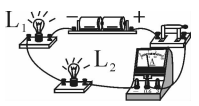 L₁ − +
L₂
A